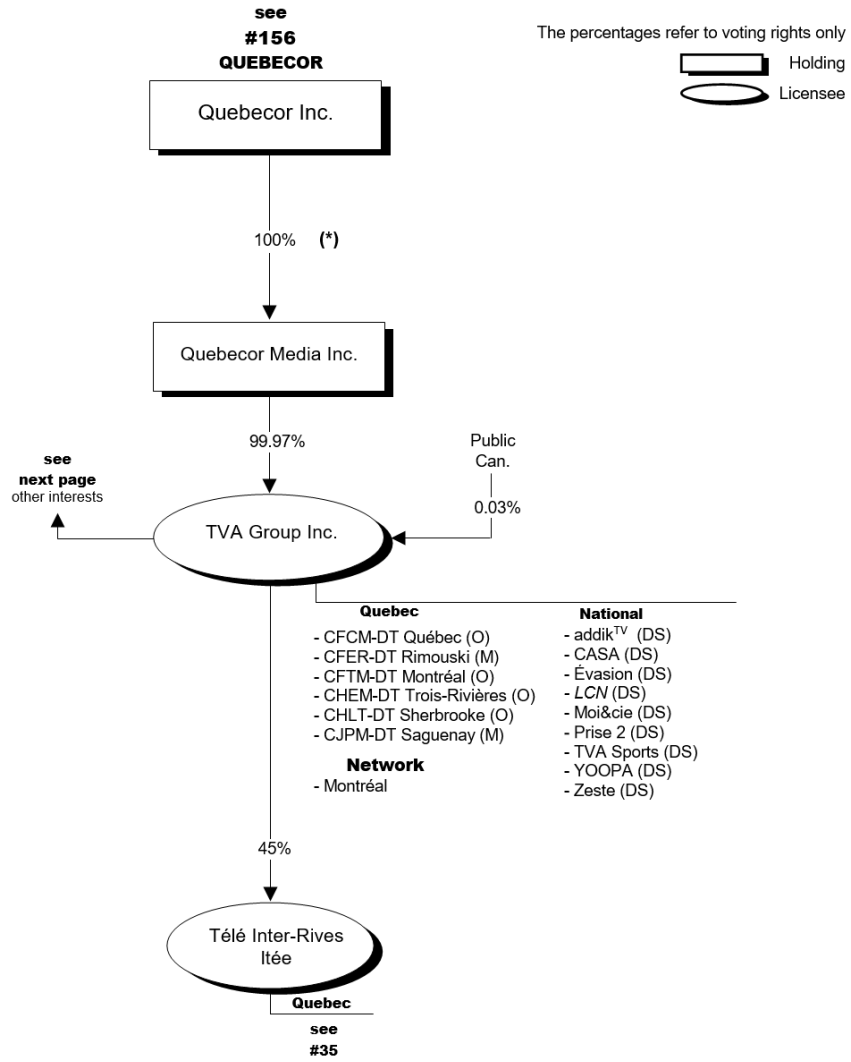 see
#156
QUEBECOR
The percentages refer to voting rights only
Holding
Licensee
Quebecor Inc.
100% (*)
Quebecor Media Inc.
99.97%
Public
Can.
0.03%
see
next page
other interests
TVA Group Inc.
Quebec
- CFCM-DT Québec (O)
- CFER-DT Rimouski (M)
- CFTM-DT Montréal (O)
- CHEM-DT Trois-Rivières (O)
- CHLT-DT Sherbrooke (O)
- CJPM-DT Saguenay (M)
Network
- Montréal
National
- addikTV (DS)
- CASA (DS)
- Évasion (DS)
- LCN (DS)
- Moi&cie (DS)
- Prise 2 (DS)
- TVA Sports (DS)
- YOOPA (DS)
- Zeste (DS)
45%
Télé Inter-Rives
ltée
Quebec
see
#35